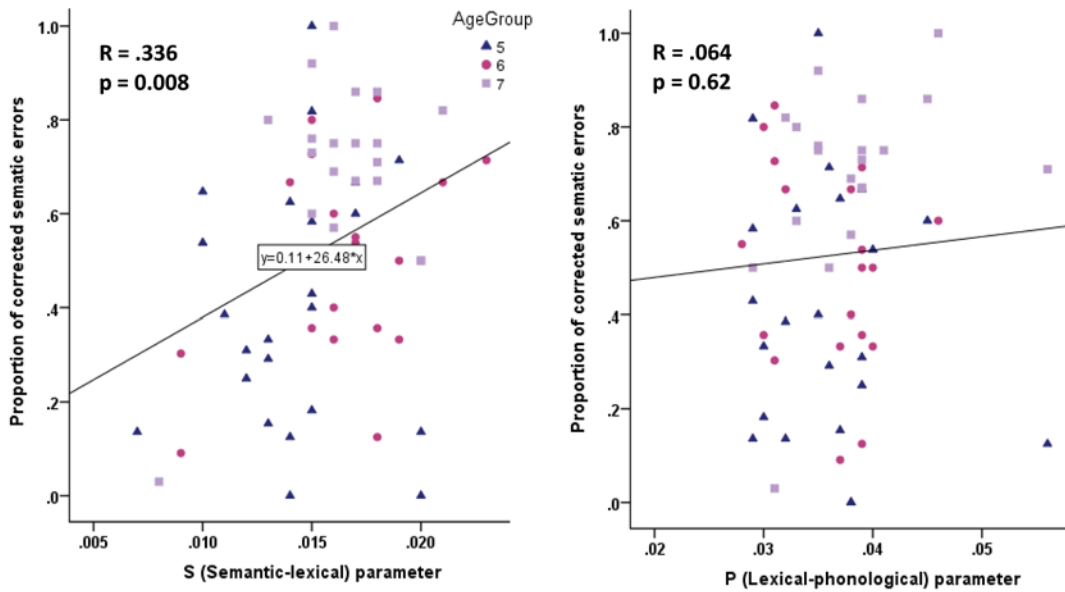 AgeGroup
5
6
7
R = .336
p = 0.008
y=0.11+26.48*x
Proportion of corrected sematic errors
1.0
.8
.6
.4
.2
.0
.005
.010
.015
.020
S (Semantic-lexical) parameter
R = .064
p = 0.62
Proportion of corrected sematic errors
1.0
.8
.6
.4
.2
.0
.02
.03
.04
.05
P (Lexical-phonological) parameter